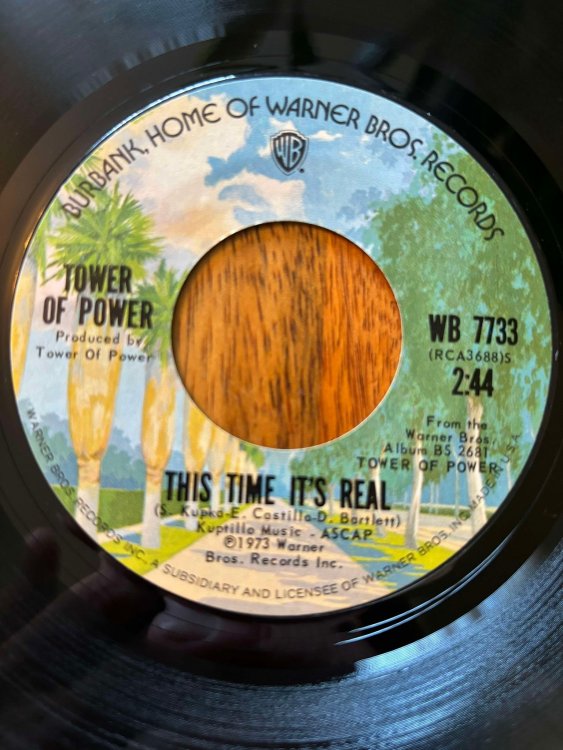 BURBANK, HOME OF WARNER BROS. RECORDS
WB
TOWER
OF POWER
Produced by
Tower Of Power
WB 7733
(RCA3688)S
2:44
From the
Warner Bros.
Album BS 2681
TOWER OF POWER
THIS TIME IT'S REAL
(S. Kupka-E. Castillo-D. Bartlett)
Kuptillo Music - ASCAP
℗1973 Warner
Bros. Records Inc.
WARNER BROS. RECORDS INC. A SUBSIDIARY AND LICENSEE OF WARNER BROS. INC. MADE IN U.S.A.